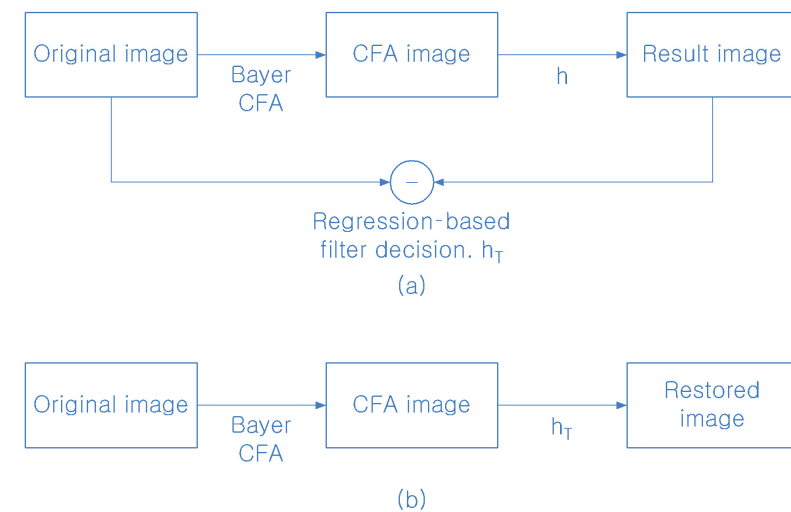 Original image
Bayer
CFA
CFA image
h
Result image
−
Regression-based
filter decision. hT
(a)
Original image
Bayer
CFA
CFA image
hT
Restored
image
(b)